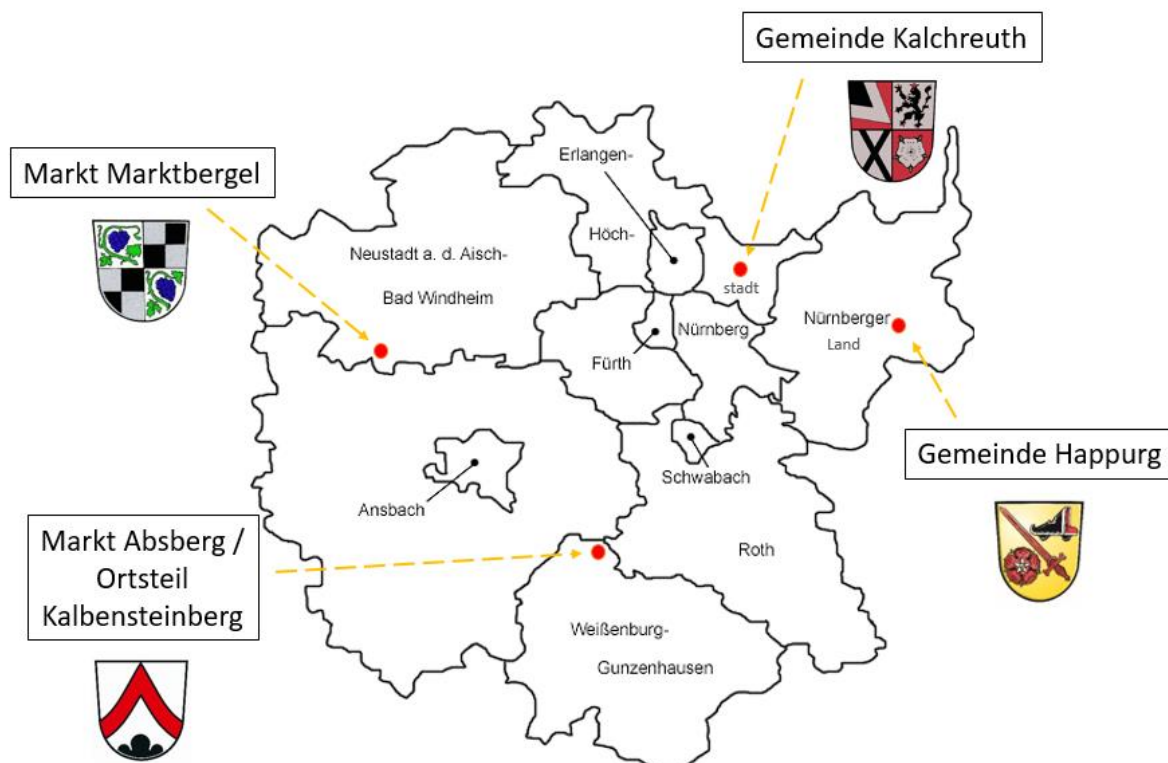 Gemeinde Kalchreuth
Markt Marktbergel
Erlangen-
Höch-
stadt
Neustadt a. d. Aisch-
Bad Windheim
Nürnberg
Fürth
Nürnberger
Land
Gemeinde Happurg
Schwabach
Ansbach
Markt Absberg /
Ortsteil
Kalbensteinberg
Roth
Weißenburg-
Gunzenhausen